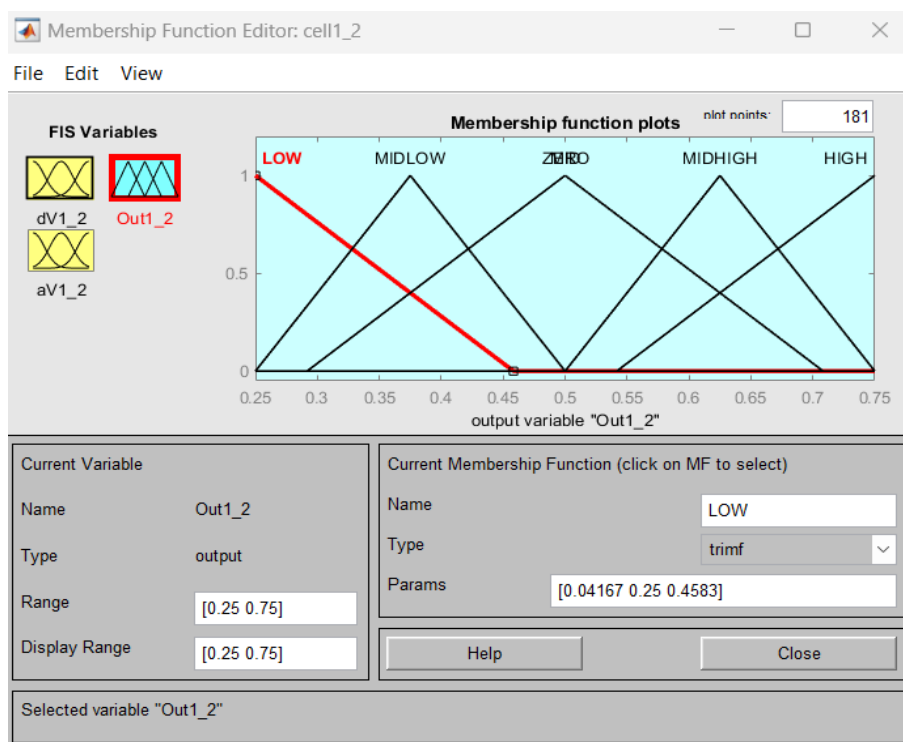 Membership Function Editor: cell1_2
File Edit View
FIS Variables
Membership function plots
plot points:
181
dV1_2
Out1_2
aV1_2
LOW
MIDLOW
ZERO
MIDHIGH
HIGH
1
0.5
0
0.25 0.3 0.35 0.4 0.45 0.5 0.55 0.6 0.65 0.7 0.75
output variable "Out1_2"
Current Variable
Name Out1_2
Type output
Range [0.25 0.75]
Display Range [0.25 0.75]
Current Membership Function (click on MF to select)
Name LOW
Type trimf
Params [0.04167 0.25 0.4583]
Help Close
Selected variable "Out1_2"